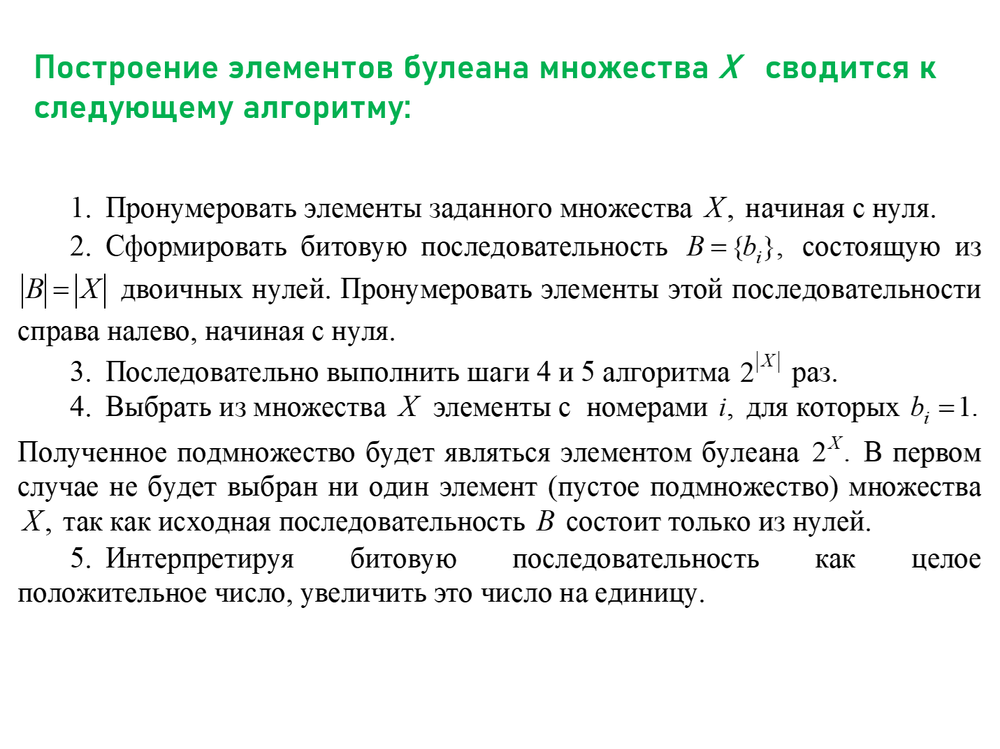 Построение элементов булеана множества X сводится к
следующему алгоритму:
1. Пронумеровать элементы заданного множества X, начиная с нуля.
2. Сформировать битовую последовательность B = {b_i}, состоящую из
|B| = |X| двоичных нулей. Пронумеровать элементы этой последовательности
справа налево, начиная с нуля.
3. Последовательно выполнить шаги 4 и 5 алгоритма 2^|X| раз.
4. Выбрать из множества X элементы с номерами i, для которых b_i = 1.
Полученное подмножество будет являться элементом булеана 2^X. В первом
случае не будет выбран ни один элемент (пустое подмножество) множества
X, так как исходная последовательность B состоит только из нулей.
5. Интерпретируя битовую последовательность как целое
положительное число, увеличить это число на единицу.